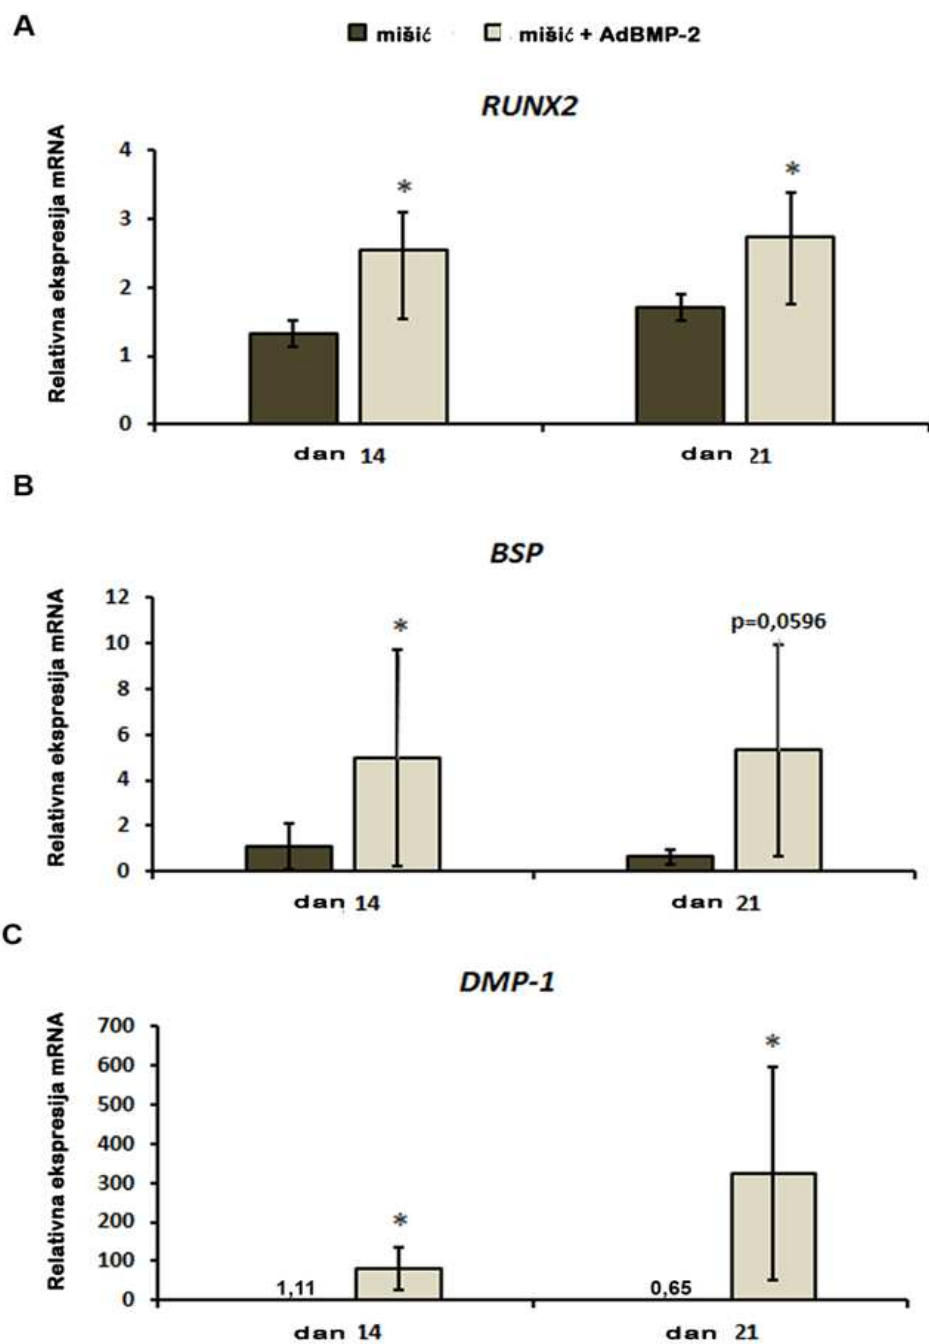 A
mišić mišić + AdBMP-2
RUNX2
Relativna ekspresija mRNA
4
3
2
1
0
dan 14 dan 21
B
BSP
Relativna ekspresija mRNA
12
10
8
6
4
2
0
*
p=0,0596
dan 14 dan 21
C
DMP-1
Relativna ekspresija mRNA
700
600
500
400
300
200
100
0
1,11 0,65
dan 14 dan 21